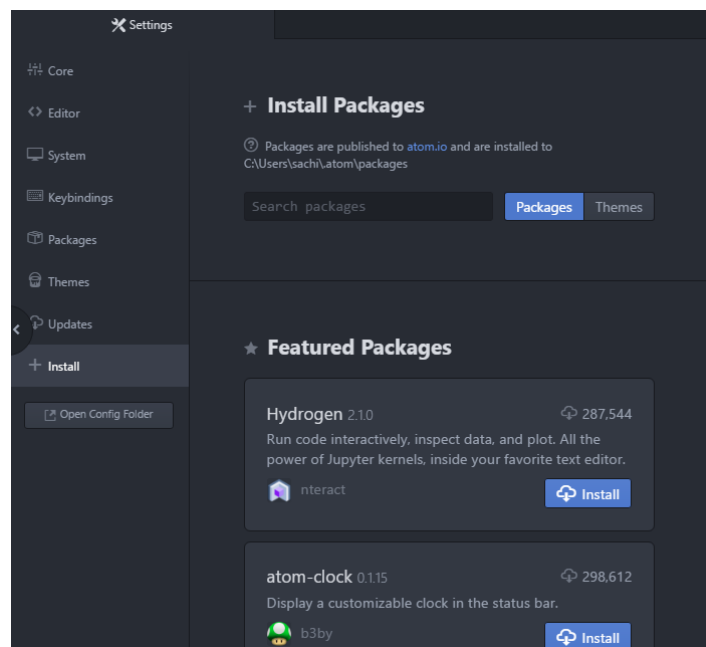 Settings
Core
Editor
System
Keybindings
Packages
Themes
Updates
Install
Open Config Folder
Install Packages
Packages are published to atom.io and are installed to
C:\Users\sachi\.atom\packages
Search packages
Packages Themes
Featured Packages
Hydrogen 2.1.0 287,544
Run code interactively, inspect data, and plot. All the
power of Jupyter kernels, inside your favorite text editor.
nteract Install
atom-clock 0.1.15 298,612
Display a customizable clock in the status bar.
b3by Install